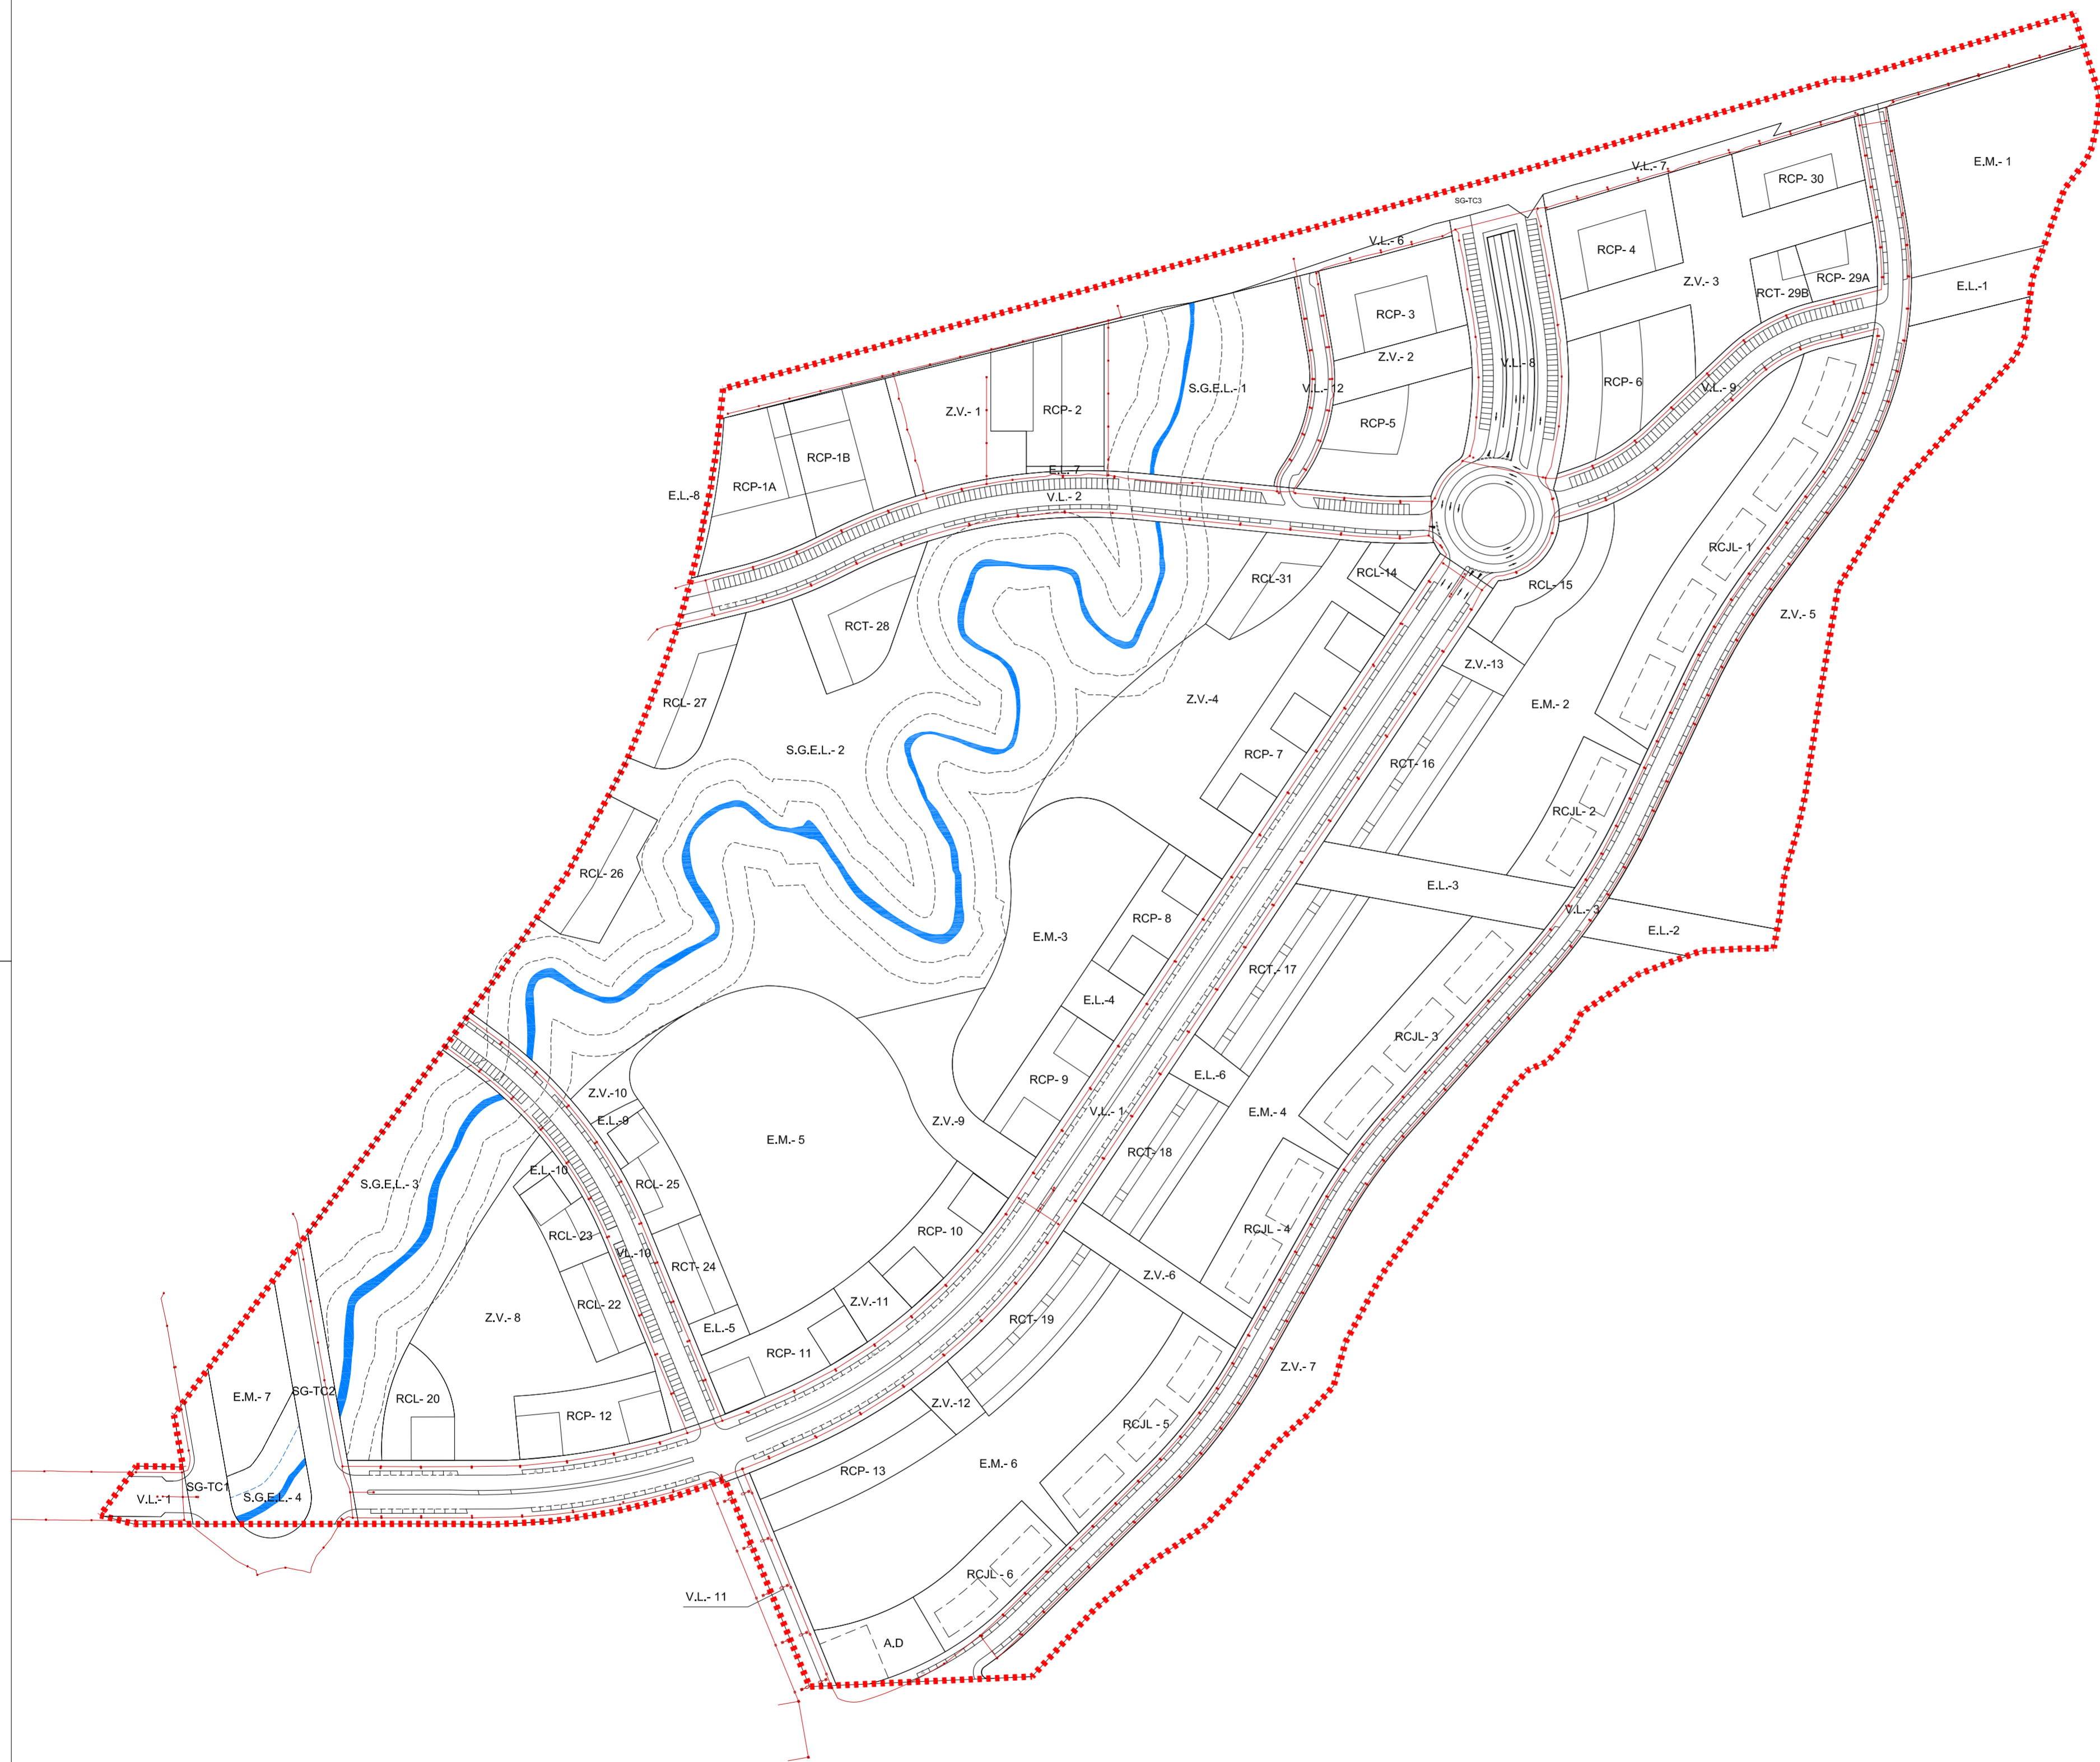 E.M.- 1
V.L.- 7
RCP- 30
SG-TC3
V.L.- 6
RCP- 4
Z.V.- 3
RCP- 29A
RCT- 29B
E.L.-1
RCP- 3
Z.V.- 2
V.L.- 8
S.G.E.L.- 1
V.L.- 12
RCP- 6
V.L.- 9
Z.V.- 1
RCP- 2
RCP-5
RCP-1B
E.L.-7
RCP-1A
E.L.-8
V.L.- 2
RCJL- 1
RCL-31
RCL-14
RCL- 15
Z.V.- 5
RCT- 28
Z.V.-13
RCL- 27
Z.V.-4
E.M.- 2
S.G.E.L.- 2
RCP- 7
RCT- 16
RCJL- 2
RCL- 26
E.L.-3
V.L.- 3
RCP- 8
E.L.-2
E.M.-3
RCT.- 17
E.L.-4
RCJL- 3
E.L.-6
RCP- 9
Z.V.-10
V.L.- 1
E.M.- 4
E.L.-9
Z.V.-9
E.M.- 5
RCT- 18
E.L.-10
S.G.E.L.- 3
RCL- 25
RCJL - 4
RCP- 10
RCL- 23
VL.-10
RCT- 24
Z.V.-6
Z.V.-11
RCL- 22
Z.V.- 8
RCT- 19
E.L.-5
RCP- 11
Z.V.- 7
SG-TC2
E.M.- 7
RCL- 20
Z.V.-12
RCP- 12
RCJL - 5
E.M.- 6
RCP- 13
SG-TC1
V.L.- 1
S.G.E.L.- 4
RCJL - 6
V.L.- 11
A.D